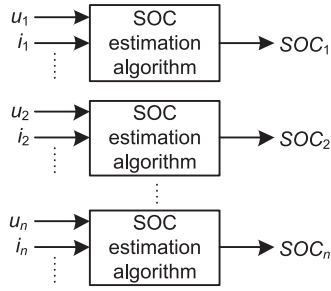 u1
i1
SOC
estimation
algorithm
SOC1
u2
i2
SOC
estimation
algorithm
SOC2
un
in
SOC
estimation
algorithm
SOCn